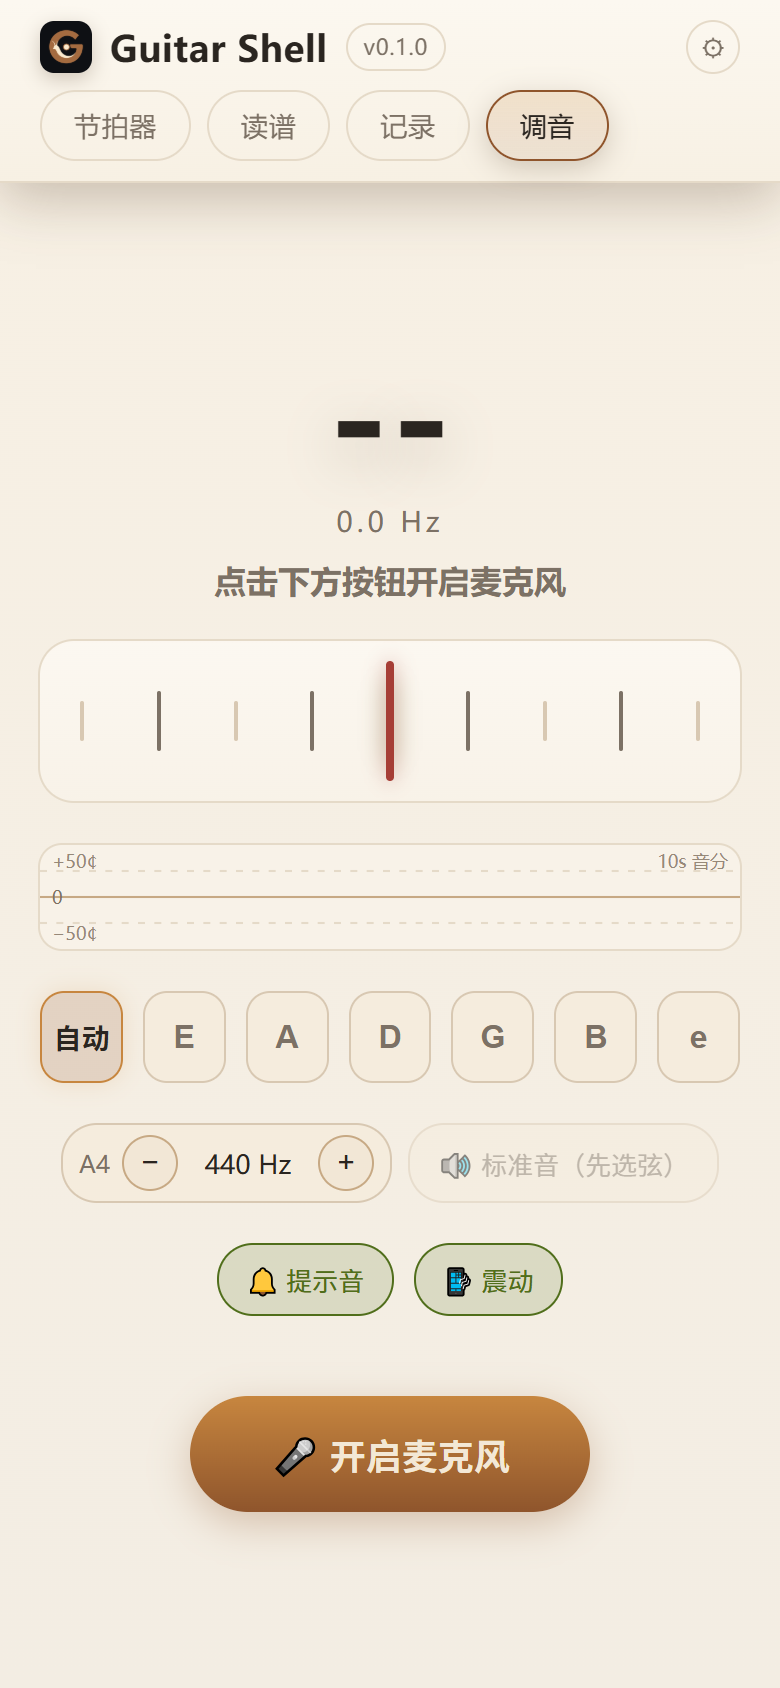 Guitar Shell v0.1.0
节拍器 读谱 记录 调音
--
0.0 Hz
点击下方按钮开启麦克风
+50¢ 10s 音分
0
−50¢
自动 E A D G B e
A4 − 440 Hz + 标准音（先选弦）
提示音 震动
开启麦克风